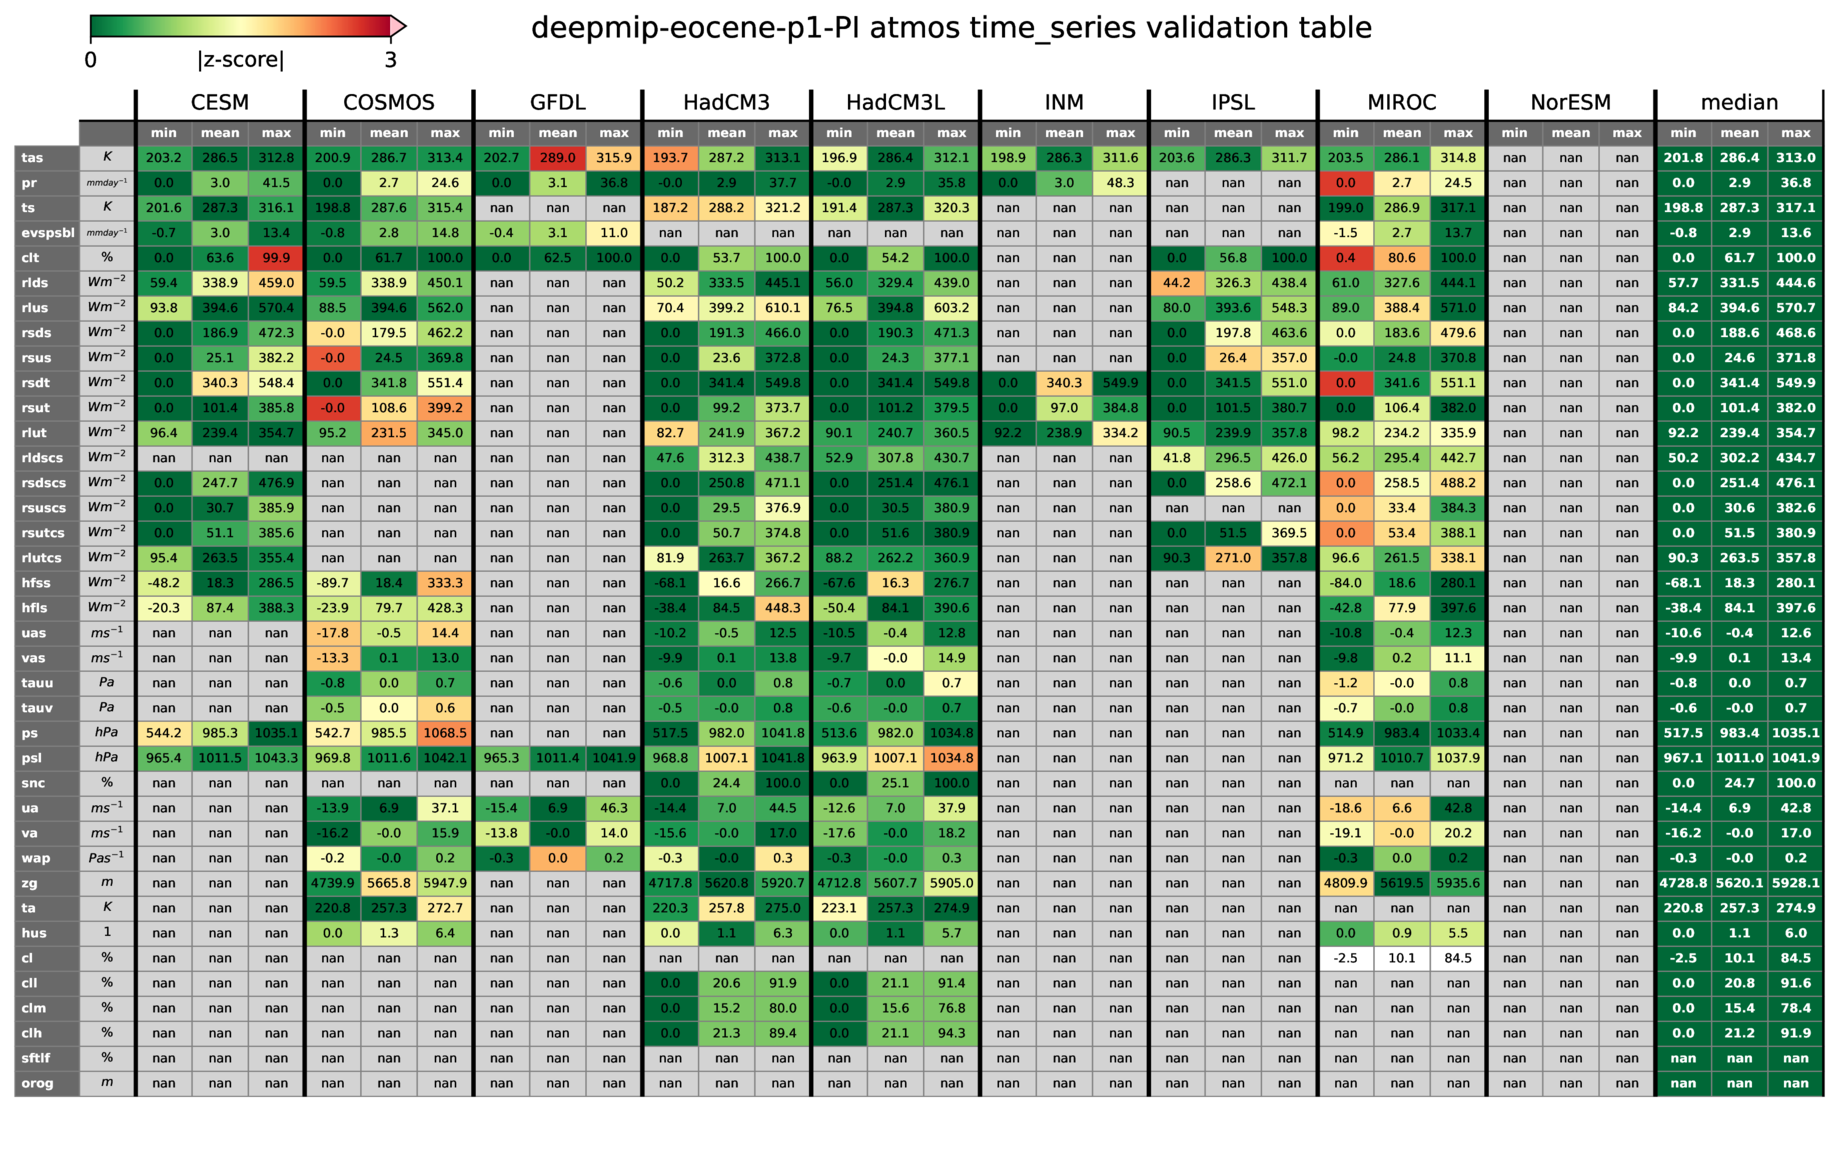 deepmip-eocene-p1-PI atmos time_series validation table
0 |z-score| 3
CESM COSMOS GFDL HadCM3 HadCM3L INM IPSL MIROC NorESM median
min mean max min mean max min mean max min mean max min mean max min mean max min mean max min mean max min mean max min mean max
tas K 203.2 286.5 312.8 200.9 286.7 313.4 202.7 289.0 315.9 193.7 287.2 313.1 196.9 286.4 312.1 198.9 286.3 311.6 203.6 286.3 311.7 203.5 286.1 314.8 nan nan nan 201.8 286.4 313.0
pr mmday⁻¹ 0.0 3.0 41.5 0.0 2.7 24.6 0.0 3.1 36.8 -0.0 2.9 37.7 -0.0 2.9 35.8 0.0 3.0 48.3 nan nan nan 0.0 2.7 24.5 nan nan nan 0.0 2.9 36.8
ts K 201.6 287.3 316.1 198.8 287.6 315.4 nan nan nan 187.2 288.2 321.2 191.4 287.3 320.3 nan nan nan nan nan nan 199.0 286.9 317.1 nan nan nan 198.8 287.3 317.1
evspsbl mmday⁻¹ -0.7 3.0 13.4 -0.8 2.8 14.8 -0.4 3.1 11.0 nan nan nan nan nan nan nan nan nan nan nan nan -1.5 2.7 13.7 nan nan nan -0.8 2.9 13.6
clt % 0.0 63.6 99.9 0.0 61.7 100.0 0.0 62.5 100.0 0.0 53.7 100.0 0.0 54.2 100.0 nan nan nan 0.0 56.8 100.0 0.4 80.6 100.0 nan nan nan 0.0 61.7 100.0
rlds Wm⁻² 59.4 338.9 459.0 59.5 338.9 450.1 nan nan nan 50.2 333.5 445.1 56.0 329.4 439.0 nan nan nan 44.2 326.3 438.4 61.0 327.6 444.1 nan nan nan 57.7 331.5 444.6
rlus Wm⁻² 93.8 394.6 570.4 88.5 394.6 562.0 nan nan nan 70.4 399.2 610.1 76.5 394.8 603.2 nan nan nan 80.0 393.6 548.3 89.0 388.4 571.0 nan nan nan 84.2 394.6 570.7
rsds Wm⁻² 0.0 186.9 472.3 -0.0 179.5 462.2 nan nan nan 0.0 191.3 466.0 0.0 190.3 471.3 nan nan nan 0.0 197.8 463.6 0.0 183.6 479.6 nan nan nan 0.0 188.6 468.6
rsus Wm⁻² 0.0 25.1 382.2 -0.0 24.5 369.8 nan nan nan 0.0 23.6 372.8 0.0 24.3 377.1 nan nan nan 0.0 26.4 357.0 -0.0 24.8 370.8 nan nan nan 0.0 24.6 371.8
rsdt Wm⁻² 0.0 340.3 548.4 0.0 341.8 551.4 nan nan nan 0.0 341.4 549.8 0.0 341.4 549.8 0.0 340.3 549.9 0.0 341.5 551.0 0.0 341.6 551.1 nan nan nan 0.0 341.4 549.9
rsut Wm⁻² 0.0 101.4 385.8 -0.0 108.6 399.2 nan nan nan 0.0 99.2 373.7 0.0 101.2 379.5 0.0 97.0 384.8 0.0 101.5 380.7 0.0 106.4 382.0 nan nan nan 0.0 101.4 382.0
rlut Wm⁻² 96.4 239.4 354.7 95.2 231.5 345.0 nan nan nan 82.7 241.9 367.2 90.1 240.7 360.5 92.2 238.9 334.2 90.5 239.9 357.8 98.2 234.2 335.9 nan nan nan 92.2 239.4 354.7
rldscs Wm⁻² nan nan nan nan nan nan nan nan nan 47.6 312.3 438.7 52.9 307.8 430.7 nan nan nan 41.8 296.5 426.0 56.2 295.4 442.7 nan nan nan 50.2 302.2 434.7
rsdscs Wm⁻² 0.0 247.7 476.9 nan nan nan nan nan nan 0.0 250.8 471.1 0.0 251.4 476.1 nan nan nan 0.0 258.6 472.1 0.0 258.5 488.2 nan nan nan 0.0 251.4 476.1
rsuscs Wm⁻² 0.0 30.7 385.9 nan nan nan nan nan nan 0.0 29.5 376.9 0.0 30.5 380.9 nan nan nan nan nan nan 0.0 33.4 384.3 nan nan nan 0.0 30.6 382.6
rsutcs Wm⁻² 0.0 51.1 385.6 nan nan nan nan nan nan 0.0 50.7 374.8 0.0 51.6 380.9 nan nan nan 0.0 51.5 369.5 0.0 53.4 388.1 nan nan nan 0.0 51.5 380.9
rlutcs Wm⁻² 95.4 263.5 355.4 nan nan nan nan nan nan 81.9 263.7 367.2 88.2 262.2 360.9 nan nan nan 90.3 271.0 357.8 96.6 261.5 338.1 nan nan nan 90.3 263.5 357.8
hfss Wm⁻² -48.2 18.3 286.5 -89.7 18.4 333.3 nan nan nan -68.1 16.6 266.7 -67.6 16.3 276.7 nan nan nan nan nan nan -84.0 18.6 280.1 nan nan nan -68.1 18.3 280.1
hfls Wm⁻² -20.3 87.4 388.3 -23.9 79.7 428.3 nan nan nan -38.4 84.5 448.3 -50.4 84.1 390.6 nan nan nan nan nan nan -42.8 77.9 397.6 nan nan nan -38.4 84.1 397.6
uas ms⁻¹ nan nan nan -17.8 -0.5 14.4 nan nan nan -10.2 -0.5 12.5 -10.5 -0.4 12.8 nan nan nan nan nan nan -10.8 -0.4 12.3 nan nan nan -10.6 -0.4 12.6
vas ms⁻¹ nan nan nan -13.3 0.1 13.0 nan nan nan -9.9 0.1 13.8 -9.7 -0.0 14.9 nan nan nan nan nan nan -9.8 0.2 11.1 nan nan nan -9.9 0.1 13.4
tauu Pa nan nan nan -0.8 0.0 0.7 nan nan nan -0.6 0.0 0.8 -0.7 0.0 0.7 nan nan nan nan nan nan -1.2 -0.0 0.8 nan nan nan -0.8 0.0 0.7
tauv Pa nan nan nan -0.5 0.0 0.6 nan nan nan -0.5 -0.0 0.8 -0.6 -0.0 0.7 nan nan nan nan nan nan -0.7 -0.0 0.8 nan nan nan -0.6 -0.0 0.7
ps hPa 544.2 985.3 1035.1 542.7 985.5 1068.5 nan nan nan 517.5 982.0 1041.8 513.6 982.0 1034.8 nan nan nan nan nan nan 514.9 983.4 1033.4 nan nan nan 517.5 983.4 1035.1
psl hPa 965.4 1011.5 1043.3 969.8 1011.6 1042.1 965.3 1011.4 1041.9 968.8 1007.1 1041.8 963.9 1007.1 1034.8 nan nan nan nan nan nan 971.2 1010.7 1037.9 nan nan nan 967.1 1011.0 1041.9
snc % nan nan nan nan nan nan nan nan nan 0.0 24.4 100.0 0.0 25.1 100.0 nan nan nan nan nan nan nan nan nan nan nan nan 0.0 24.7 100.0
ua ms⁻¹ nan nan nan -13.9 6.9 37.1 -15.4 6.9 46.3 -14.4 7.0 44.5 -12.6 7.0 37.9 nan nan nan nan nan nan -18.6 6.6 42.8 nan nan nan -14.4 6.9 42.8
va ms⁻¹ nan nan nan -16.2 -0.0 15.9 -13.8 -0.0 14.0 -15.6 -0.0 17.0 -17.6 -0.0 18.2 nan nan nan nan nan nan -19.1 -0.0 20.2 nan nan nan -16.2 -0.0 17.0
wap Pas⁻¹ nan nan nan -0.2 -0.0 0.2 -0.3 0.0 0.2 -0.3 -0.0 0.3 -0.3 -0.0 0.3 nan nan nan nan nan nan -0.3 0.0 0.2 nan nan nan -0.3 -0.0 0.2
zg m nan nan nan 4739.9 5665.8 5947.9 nan nan nan 4717.8 5620.8 5920.7 4712.8 5607.7 5905.0 nan nan nan nan nan nan 4809.9 5619.5 5935.6 nan nan nan 4728.8 5620.1 5928.1
ta K nan nan nan 220.8 257.3 272.7 nan nan nan 220.3 257.8 275.0 223.1 257.3 274.9 nan nan nan nan nan nan nan nan nan nan nan nan 220.8 257.3 274.9
hus 1 nan nan nan 0.0 1.3 6.4 nan nan nan 0.0 1.1 6.3 0.0 1.1 5.7 nan nan nan nan nan nan 0.0 0.9 5.5 nan nan nan 0.0 1.1 6.0
cl % nan nan nan nan nan nan nan nan nan nan nan nan nan nan nan nan nan nan nan nan nan -2.5 10.1 84.5 nan nan nan -2.5 10.1 84.5
cll % nan nan nan nan nan nan nan nan nan 0.0 20.6 91.9 0.0 21.1 91.4 nan nan nan nan nan nan nan nan nan nan nan nan 0.0 20.8 91.6
clm % nan nan nan nan nan nan nan nan nan 0.0 15.2 80.0 0.0 15.6 76.8 nan nan nan nan nan nan nan nan nan nan nan nan 0.0 15.4 78.4
clh % nan nan nan nan nan nan nan nan nan 0.0 21.3 89.4 0.0 21.1 94.3 nan nan nan nan nan nan nan nan nan nan nan nan 0.0 21.2 91.9
sftlf % nan nan nan nan nan nan nan nan nan nan nan nan nan nan nan nan nan nan nan nan nan nan nan nan nan nan nan nan nan nan
orog m nan nan nan nan nan nan nan nan nan nan nan nan nan nan nan nan nan nan nan nan nan nan nan nan nan nan nan nan nan nan